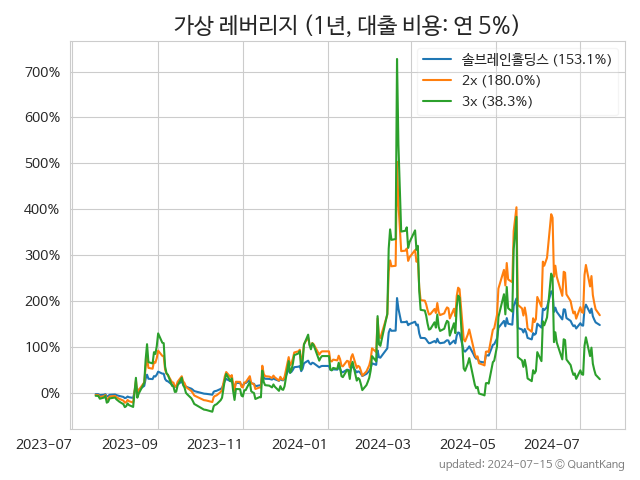 가상 레버리지 (1년, 대출 비용: 연 5%)
솔브레인홀딩스 (153.1%)
2x (180.0%)
3x (38.3%)
700%
600%
500%
400%
300%
200%
100%
0%
2023-07 2023-09 2023-11 2024-01 2024-03 2024-05 2024-07
updated: 2024-07-15 © QuantKang